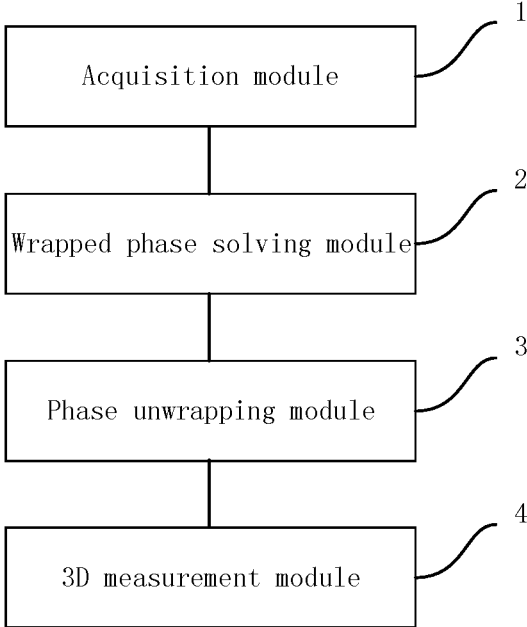 1
Acquisition module
2
Wrapped phase solving module
3
Phase unwrapping module
4
3D measurement module